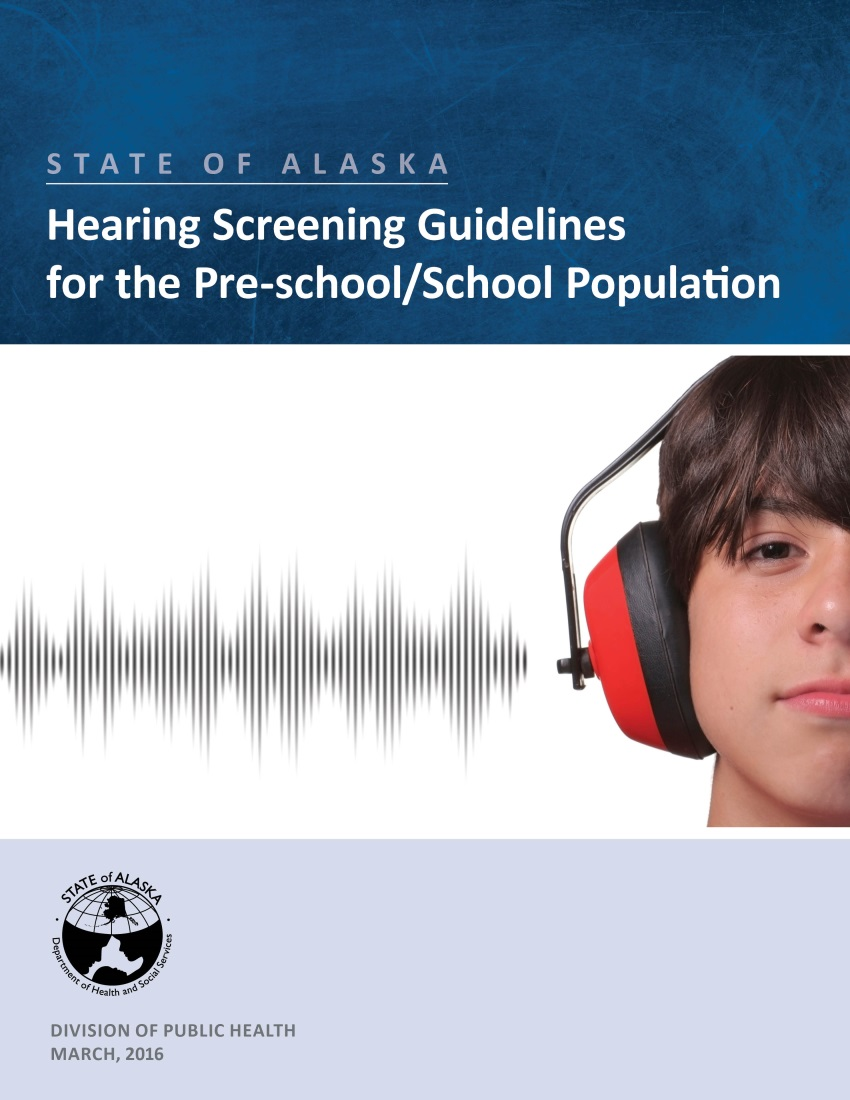 STATE OF ALASKA
Hearing Screening Guidelines
for the Pre-school/School Population
STATE of ALASKA
Department of Health and Social Services
DIVISION OF PUBLIC HEALTH
MARCH, 2016